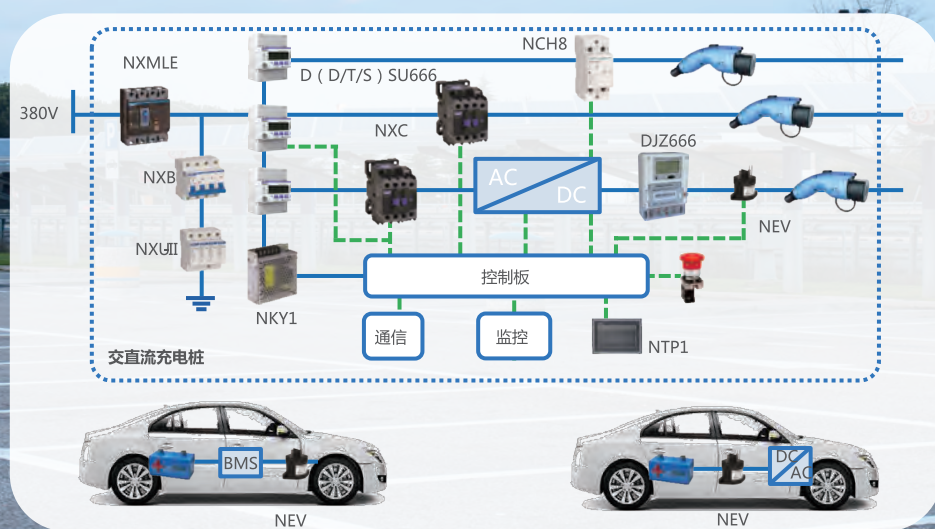 NCH8
NXMLE
D（D/T/S）SU666
380V
NXC
DJZ666
NXB
AC
DC
NEV
NXUII
控制板
NKY1
通信
监控
NTP1
交直流充电桩
BMS
DC
AC
NEV
NEV